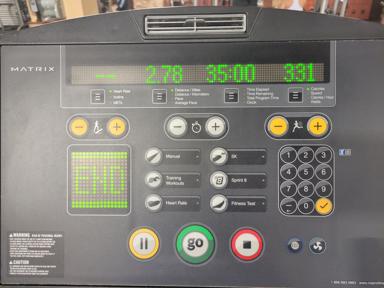 MATRIX
--- 2.78 35:00 331
Heart Rate
Incline
METs
Distance / Miles
Distance / Kilometers
Pace
Average Pace
Time Elapsed
Time Remaining
Total Program Time
Clock
Calories
Speed
Calories / Hour
Watts
END
Manual
5K
Training
Workouts
Sprint 8
Heart Rate
Fitness Test
1 2 3
4 5 6
7 8 9
0
go
WARNING
CAUTION